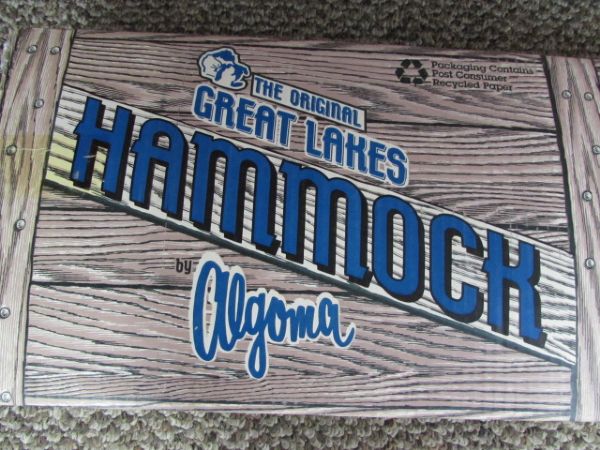 THE ORIGINAL
GREAT LAKES
HAMMOCK
by
Algoma
Packaging Contains
Post Consumer
Recycled Paper